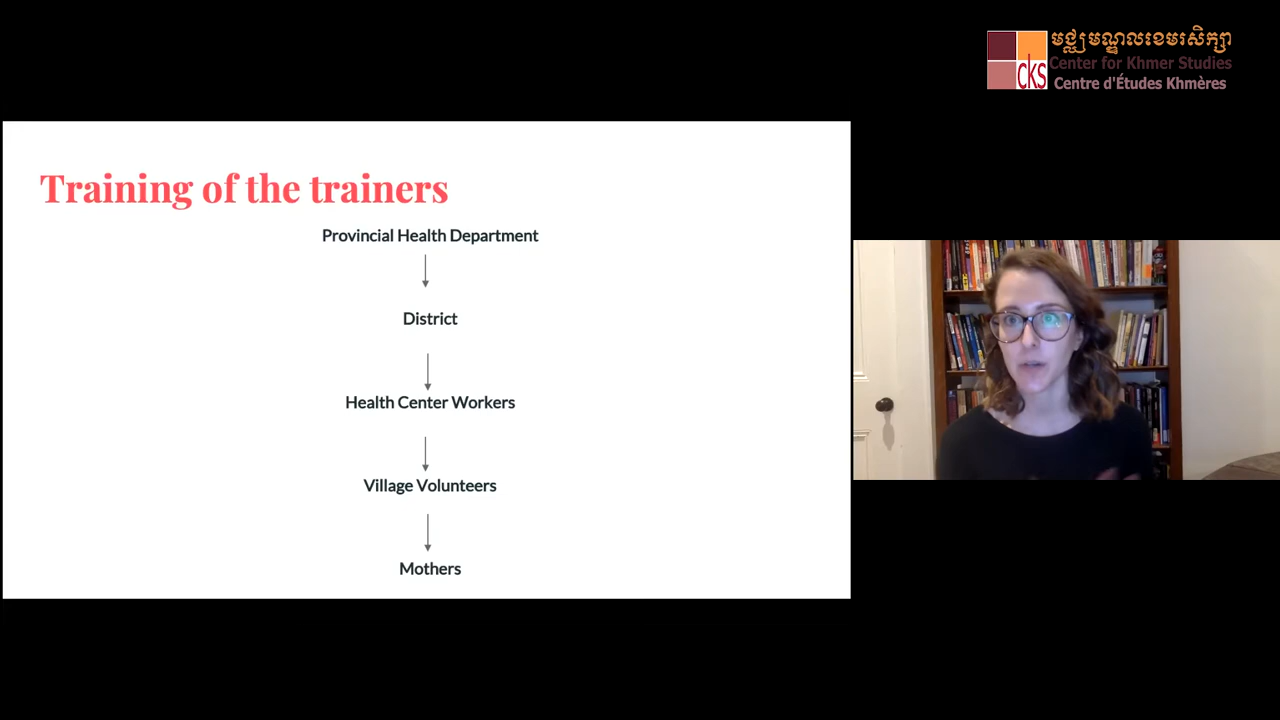 មជ្ឈមណ្ឌលខេមរសិក្សា
Center for Khmer Studies
Centre d'Études Khmères
CKS
Training of the trainers
Provincial Health Department
District
Health Center Workers
Village Volunteers
Mothers